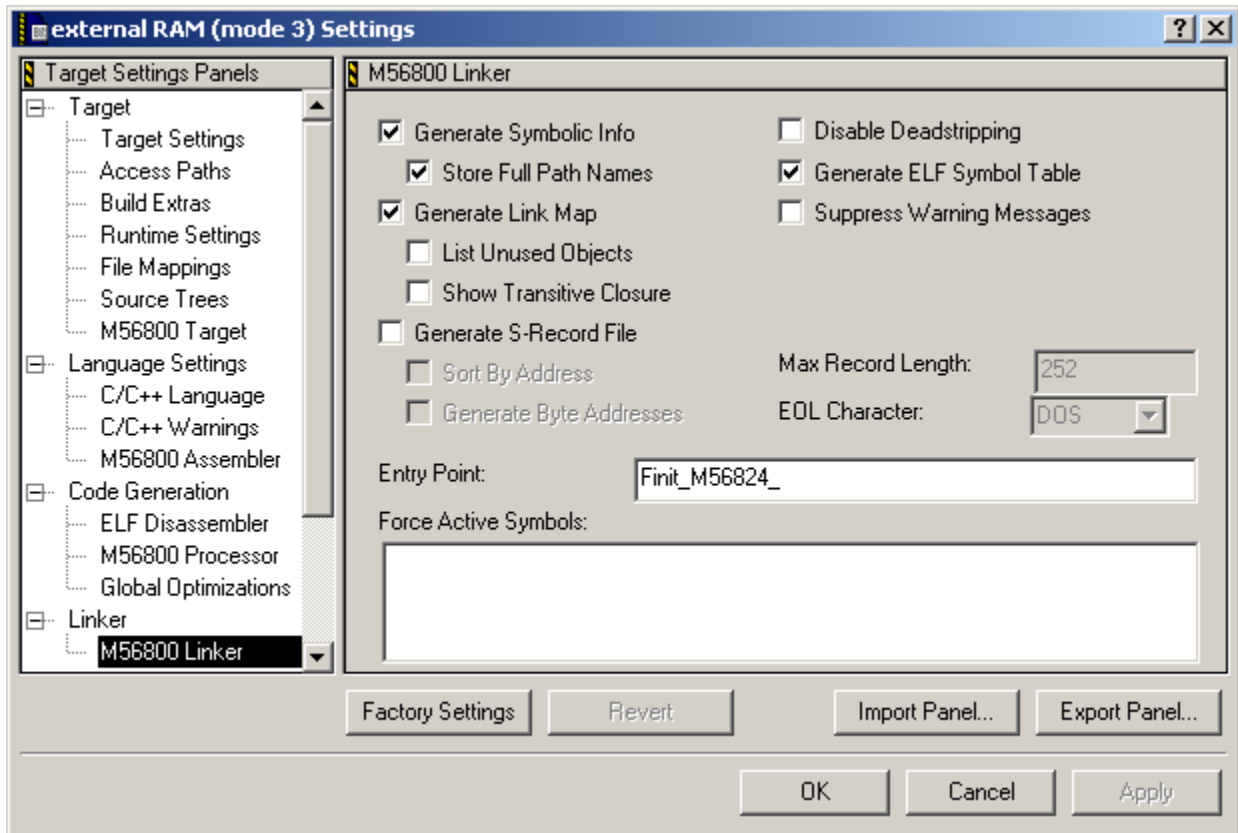 external RAM (mode 3) Settings
Target Settings Panels
Target
Target Settings
Access Paths
Build Extras
Runtime Settings
File Mappings
Source Trees
M56800 Target
Language Settings
C/C++ Language
C/C++ Warnings
M56800 Assembler
Code Generation
ELF Disassembler
M56800 Processor
Global Optimizations
Linker
M56800 Linker
M56800 Linker
Generate Symbolic Info
Disable Deadstripping
Store Full Path Names
Generate ELF Symbol Table
Generate Link Map
Suppress Warning Messages
List Unused Objects
Show Transitive Closure
Generate S-Record File
Sort By Address
Max Record Length: 252
Generate Byte Addresses
EOL Character: DOS
Entry Point: Finit_M56824_
Force Active Symbols:
Factory Settings Revert Import Panel... Export Panel...
OK Cancel Apply